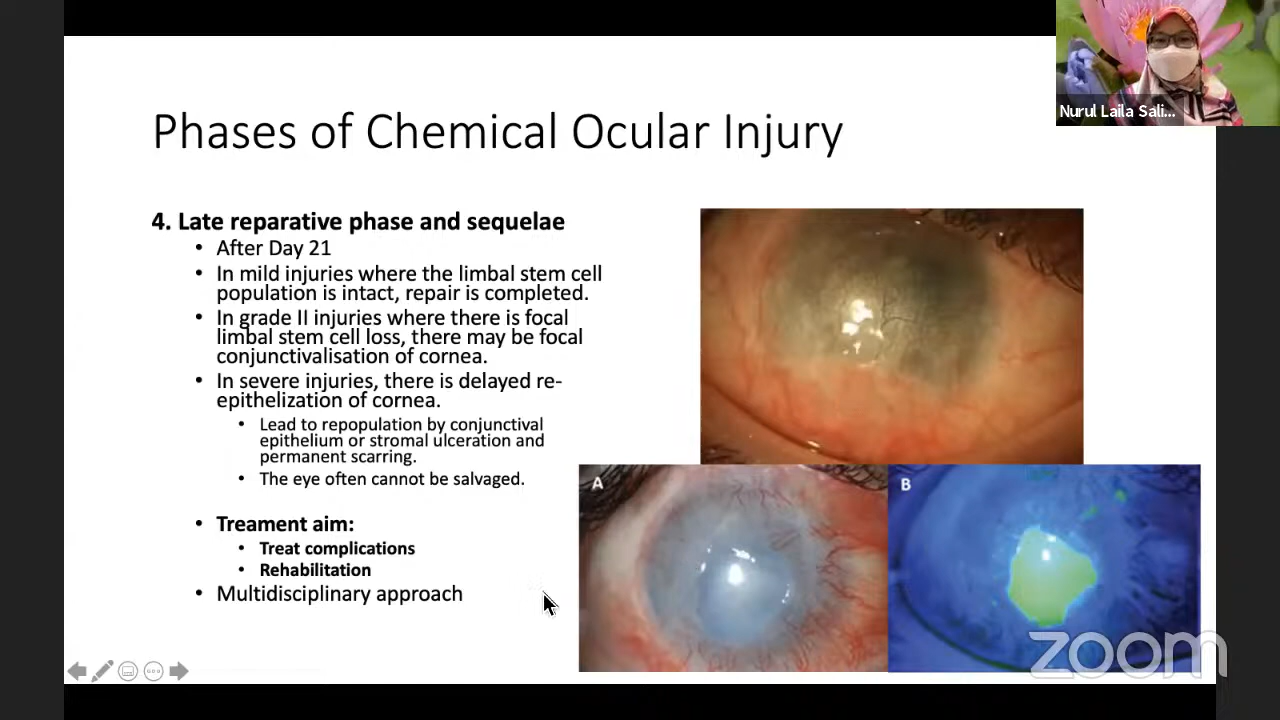 Nurul Laila Sali...
Phases of Chemical Ocular Injury
4. Late reparative phase and sequelae
• After Day 21
• In mild injuries where the limbal stem cell
population is intact, repair is completed.
• In grade II injuries where there is focal
limbal stem cell loss, there may be focal
conjunctivalisation of cornea.
• In severe injuries, there is delayed re-
epithelization of cornea.
• Lead to repopulation by conjunctival
epithelium or stromal ulceration and
permanent scarring.
• The eye often cannot be salvaged.
• Treament aim:
• Treat complications
• Rehabilitation
• Multidisciplinary approach
A
B
zoom